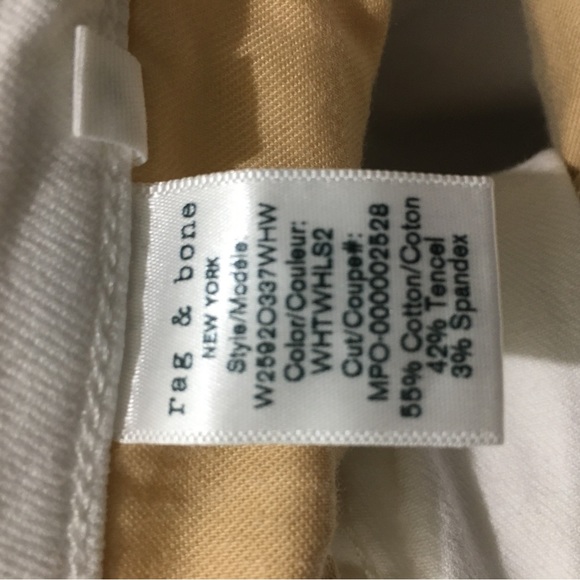 rag & bone
NEW YORK
Style/Modèle:
W2592O337WHW
Color/Couleur:
WHTWHLS2
Cut/Coupe#:
MPO-000002528
55% Cotton/Coton
42% Tencel
3% Spandex